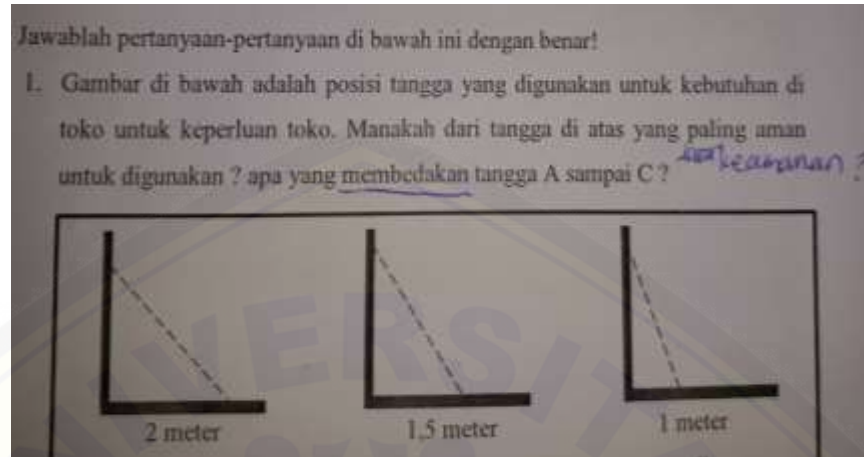 Jawablah pertanyaan-pertanyaan di bawah ini dengan benar!
1. Gambar di bawah adalah posisi tangga yang digunakan untuk kebutuhan di
toko untuk keperluan toko. Manakah dari tangga di atas yang paling aman
untuk digunakan ? apa yang membedakan tangga A sampai C ? keamanan ?
2 meter
1,5 meter
1 meter